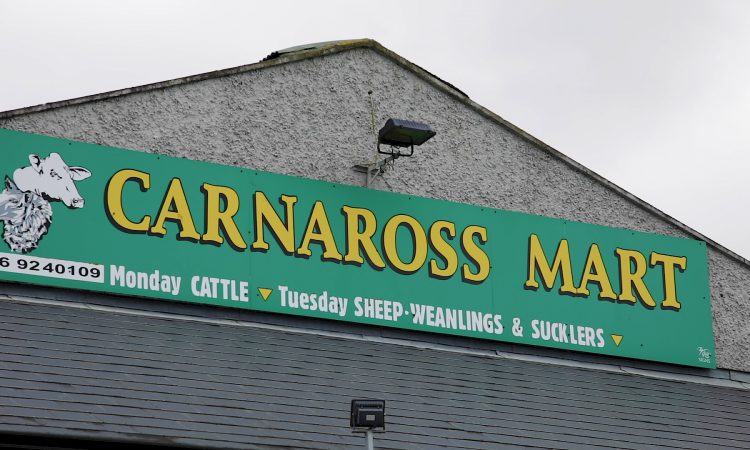 CARNAROSS MART
6 9240109
Monday CATTLE Tuesday SHEEP·WEANLINGS & SUCKLERS